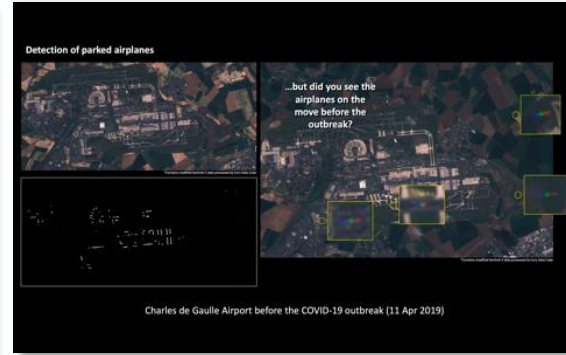 Detection of parked airplanes
...but did you see the
airplanes on the
move before the
outbreak?
Charles de Gaulle Airport before the COVID-19 outbreak (11 Apr 2019)